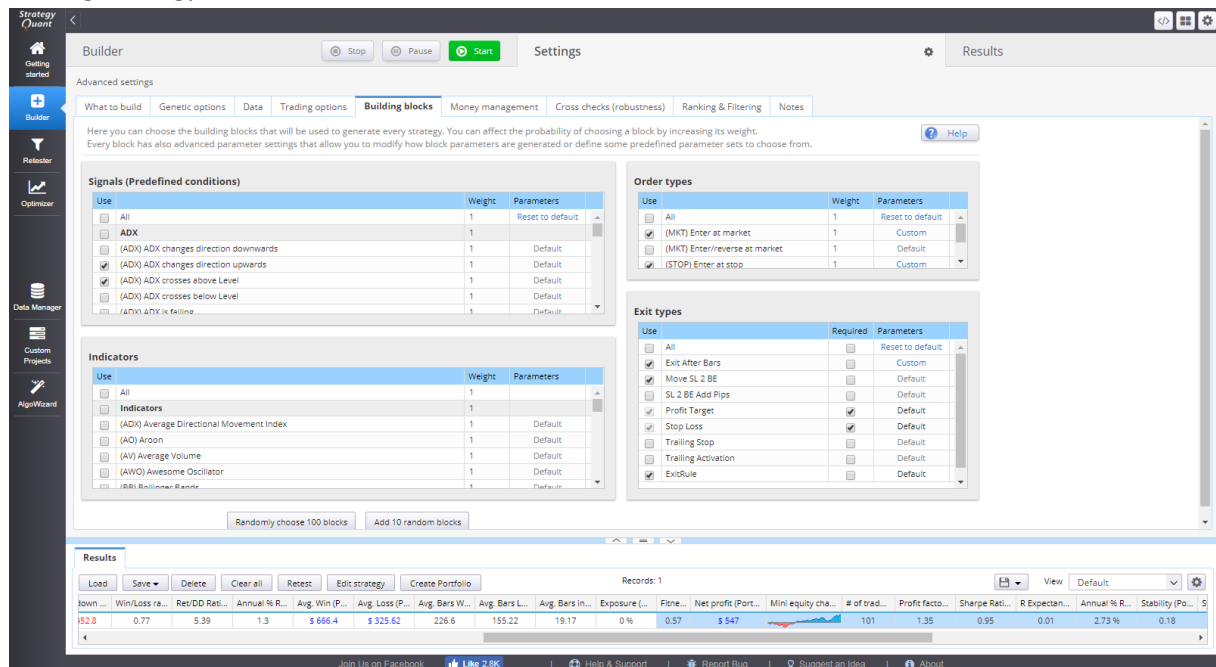 Strategy
Quant
Getting
started
Builder
Retester
Optimizer
Data Manager
Custom
Projects
AlgoWizard
Builder
Stop
Pause
Start
Settings
Results
Advanced settings
What to build
Genetic options
Data
Trading options
Building blocks
Money management
Cross checks (robustness)
Ranking & Filtering
Notes
Here you can choose the building blocks that will be used to generate every strategy. You can affect the probability of choosing a block by increasing its weight.
Every block has also advanced parameter settings that allow you to modify how block parameters are generated or define some predefined parameter sets to choose from.
Help
Signals (Predefined conditions)
Use Weight Parameters
All 1 Reset to default
ADX 1
(ADX) ADX changes direction downwards 1 Default
(ADX) ADX changes direction upwards 1 Default
(ADX) ADX crosses above Level 1 Default
(ADX) ADX crosses below Level 1 Default
(ADX) ADX is falling 1 Default
Indicators
Use Weight Parameters
All 1
Indicators 1
(ADX) Average Directional Movement Index 1 Default
(AO) Aroon 1 Default
(AV) Average Volume 1 Default
(AWO) Awesome Oscillator 1 Default
(BB) Bollinger Bands 1 Default
Randomly choose 100 blocks
Add 10 random blocks
Order types
Use Weight Parameters
All 1 Reset to default
(MKT) Enter at market 1 Custom
(MKT) Enter/reverse at market 1 Default
(STOP) Enter at stop 1 Custom
Exit types
Use Required Parameters
All Reset to default
Exit After Bars Custom
Move SL 2 BE Default
SL 2 BE Add Pips Default
Profit Target Default
Stop Loss Default
Trailing Stop Default
Trailing Activation Default
ExitRule Default
Results
Load Save Delete Clear all Retest Edit strategy Create Portfolio Records: 1 View Default
down ... Win/Loss ra... Ret/DD Rati... Annual % R... Avg. Win (P... Avg. Loss (P... Avg. Bars W... Avg. Bars L... Avg. Bars in... Exposure (... Fitne... Net profit (Port... Mini equity cha... # of trad... Profit facto... Sharpe Rati... R Expectan... Annual % R... Stability (Po... S
452.8 0.77 5.39 1.3 $ 666.4 $ 325.62 226.6 155.22 19.17 0 % 0.57 $ 547 101 1.35 0.95 0.01 2.73 % 0.18
Join Us on Facebook Like 2.8K | Help & Support | Report Bug | Suggest an Idea | About